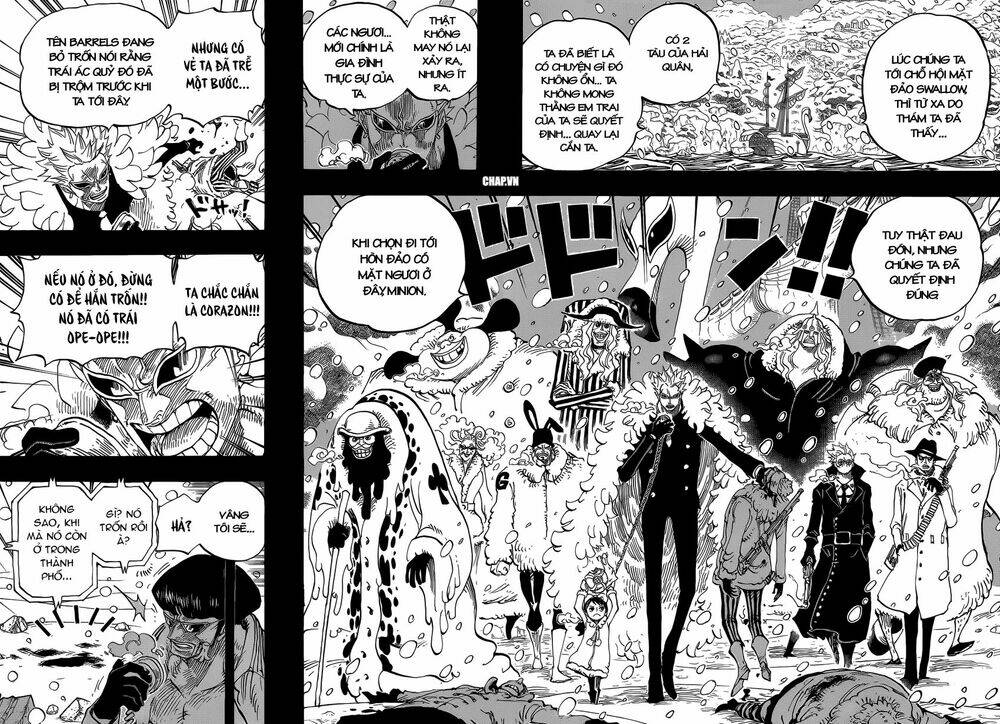 LÚC CHÚNG TA
TỚI CHỖ HỘI MẶT
ĐẢO SWALLOW,
THÌ TỪ XA DO
THÁM TA ĐÃ
THẤY...
CÓ 2
TÀU CỦA HẢI
QUÂN,
TA ĐÃ BIẾT LÀ
CÓ CHUYỆN GÌ ĐÓ
KHÔNG ỔN... TA
KHÔNG MONG
THẰNG EM TRAI
CỦA TA SẼ QUYẾT
ĐỊNH... QUAY LẠI
CẮN TA.
THẬT
KHÔNG
MAY NÓ LẠI
XẢY RA,
NHƯNG ÍT
RA.
CÁC NGƯƠI...
MỚI CHÍNH LÀ
GIA ĐÌNH
THỰC SỰ CỦA
TA.
CHAP.VN
TUY THẬT ĐAU
ĐỚN, NHƯNG
CHÚNG TA ĐÃ
QUYẾT ĐỊNH
ĐÚNG
KHI CHỌN ĐI TỚI
HÒN ĐẢO CÓ
MẶT NGƯƠI Ở
ĐÂY,MINION.
ドドン!!
G
NHƯNG CÓ
VẺ TA ĐÃ TRỄ
MỘT BƯỚC...
TÊN BARRELS ĐANG
BỎ TRỐN NÓI RẰNG
TRÁI ÁC QUỶ ĐÓ ĐÃ
BỊ TRỘM TRƯỚC KHI
TA TỚI ĐÂY
ドサッ!
TA CHẮC CHẮN
LÀ CORAZON!!!
NẾU NÓ Ở ĐÓ, ĐỪNG
CÓ ĐỂ HẮN TRỐN!!
NÓ ĐÃ CÓ TRÁI
OPE-OPE!!!
VÂNG
TÔI SẼ...
HẢ?
GÌ? NÓ
TRỐN RỒI
À?
KHÔNG
SAO, KHI
MÀ NÓ CÒN
Ở TRONG
THÀNH
PHỐ...